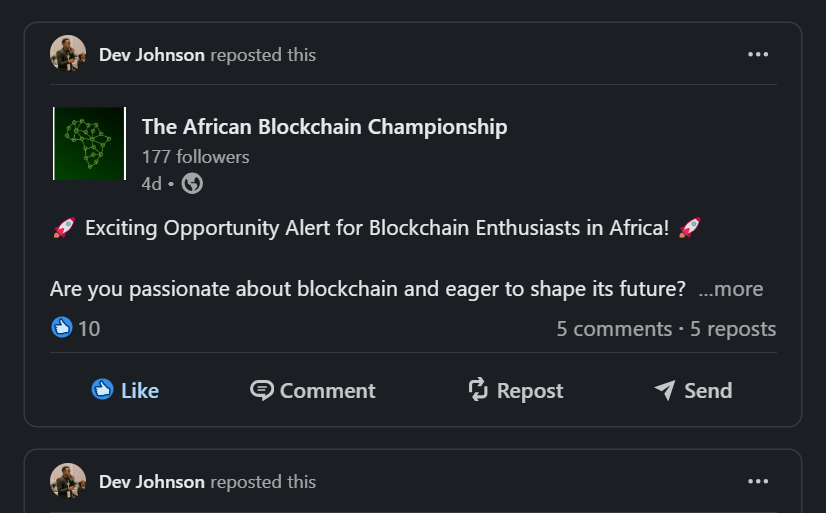 Dev Johnson reposted this
The African Blockchain Championship
177 followers
4d •
🚀 Exciting Opportunity Alert for Blockchain Enthusiasts in Africa! 🚀
Are you passionate about blockchain and eager to shape its future? ...more
10
5 comments · 5 reposts
Like
Comment
Repost
Send
Dev Johnson reposted this